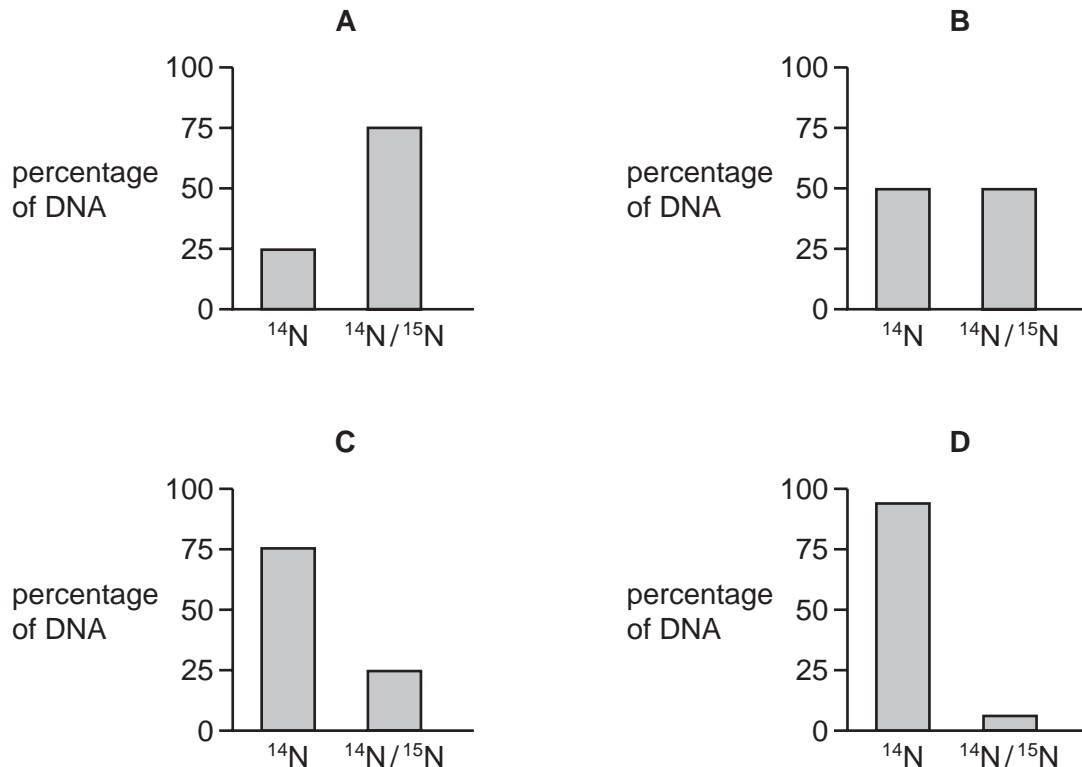 A
100
75
percentage
50
of DNA
25
0
¹⁴N ¹⁴N/¹⁵N
B
100
75
percentage
50
of DNA
25
0
¹⁴N ¹⁴N/¹⁵N
C
100
75
percentage
50
of DNA
25
0
¹⁴N ¹⁴N/¹⁵N
D
100
75
percentage
50
of DNA
25
0
¹⁴N ¹⁴N/¹⁵N